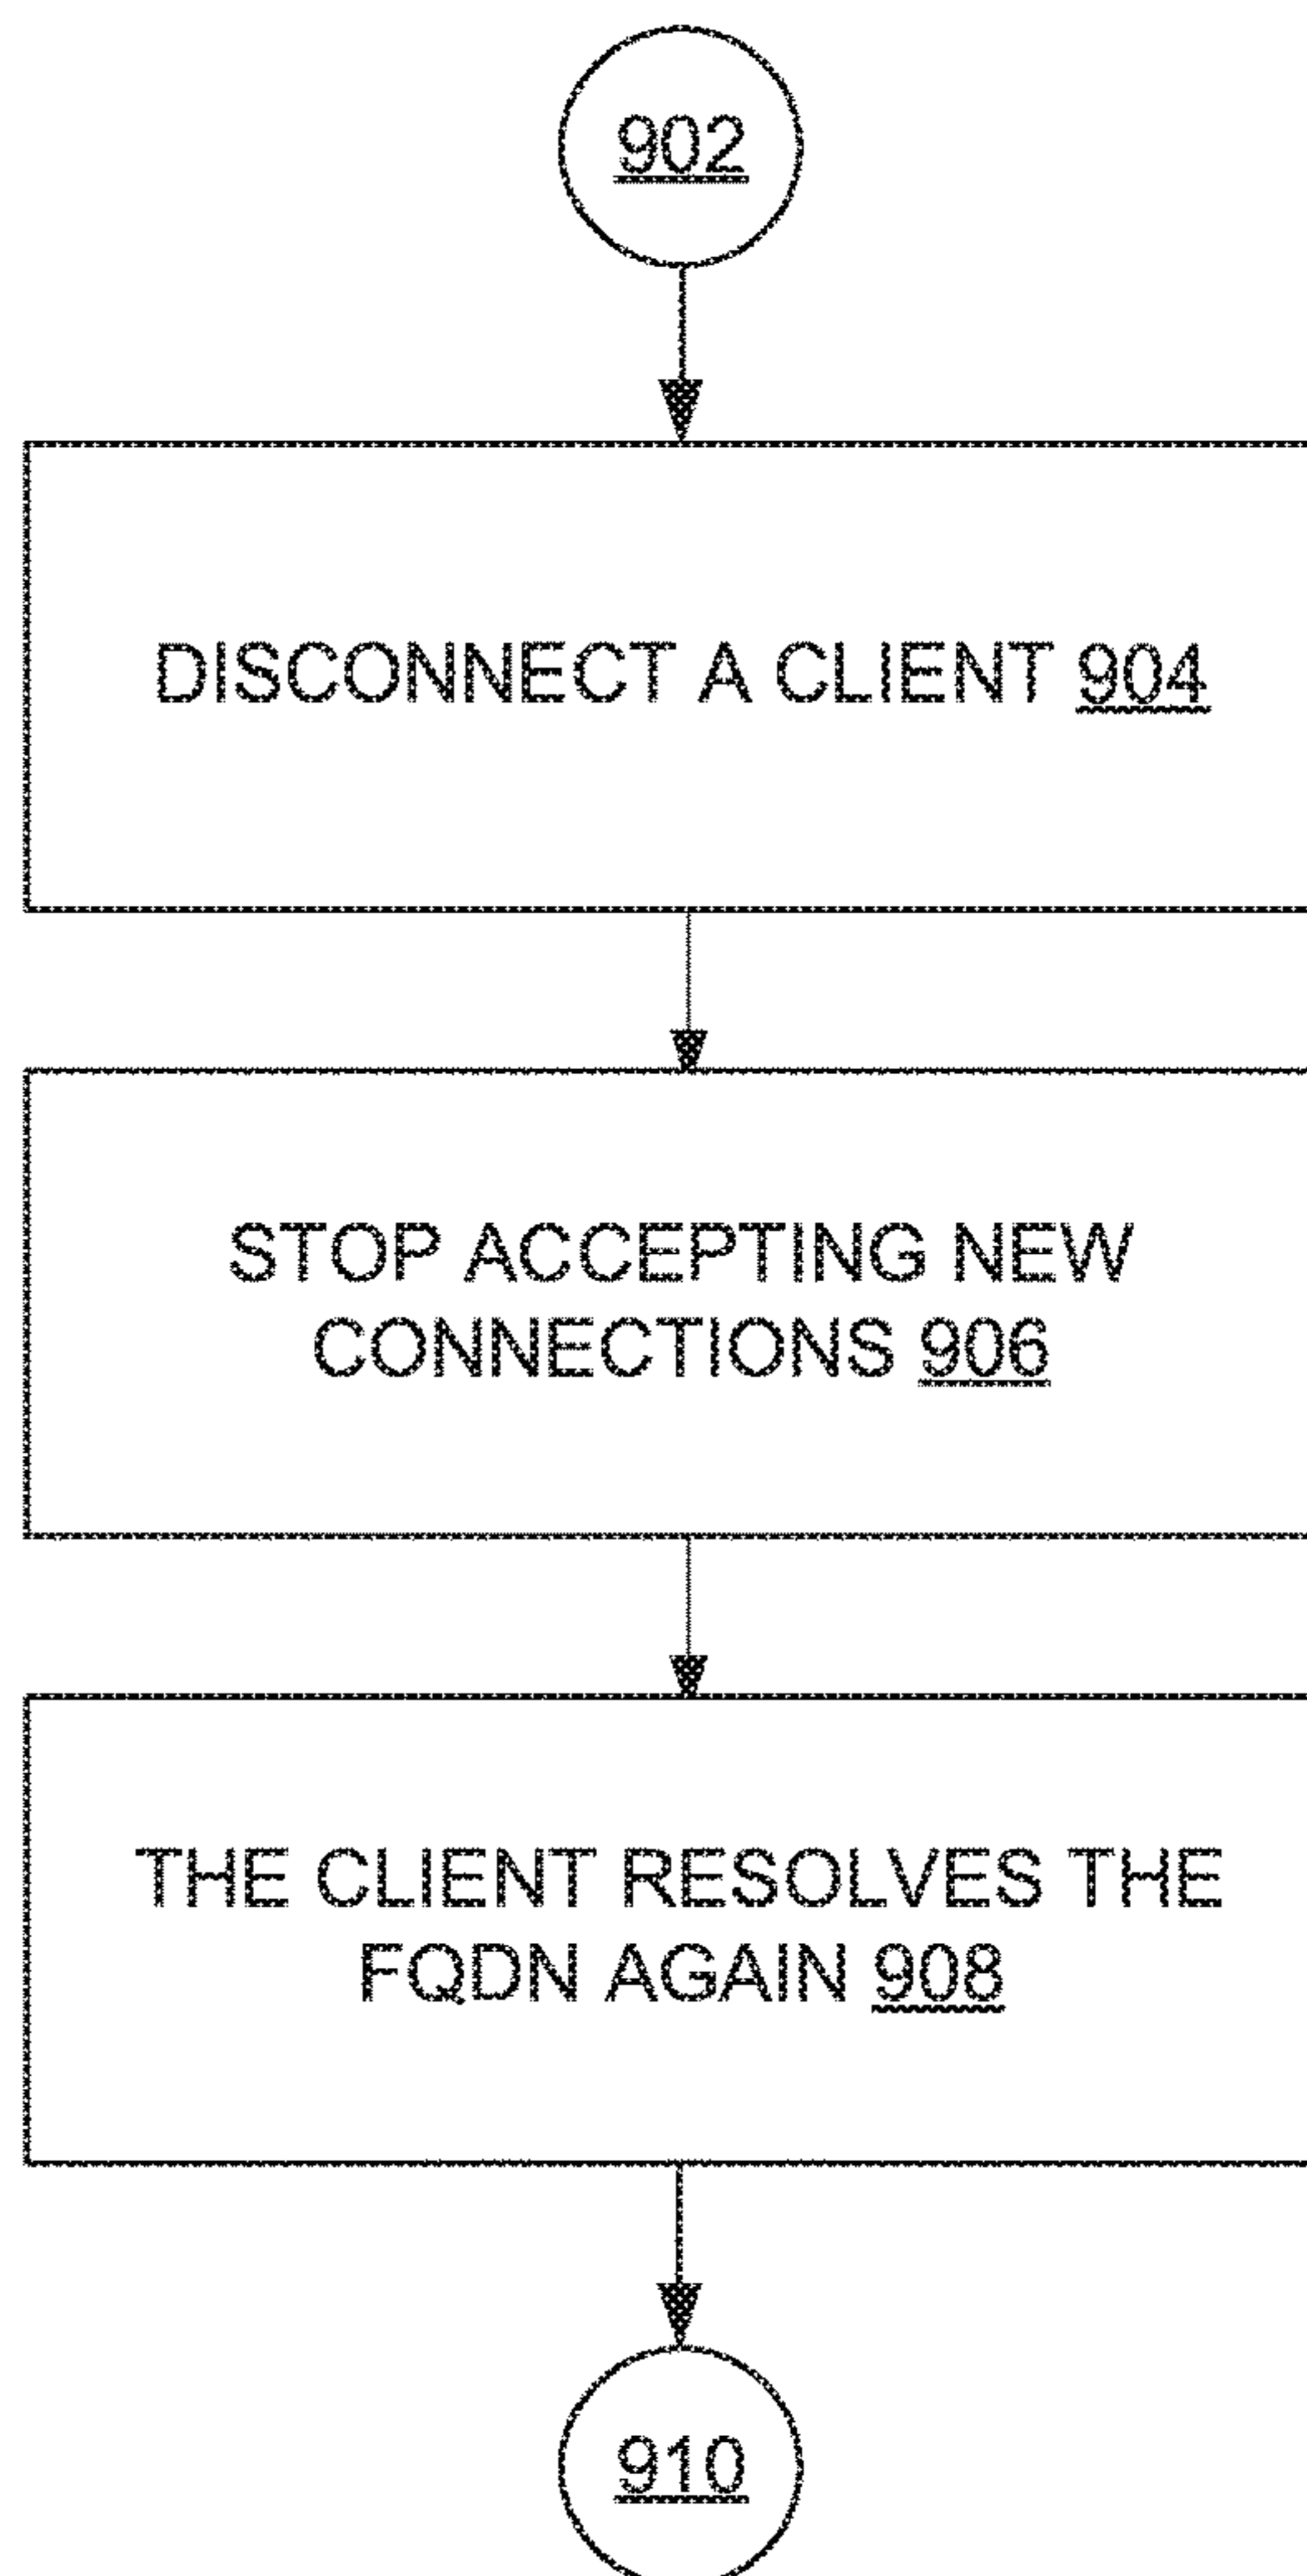 902
DISCONNECT A CLIENT 904
STOP ACCEPTING NEW
CONNECTIONS 906
THE CLIENT RESOLVES THE
FQDN AGAIN 908
910